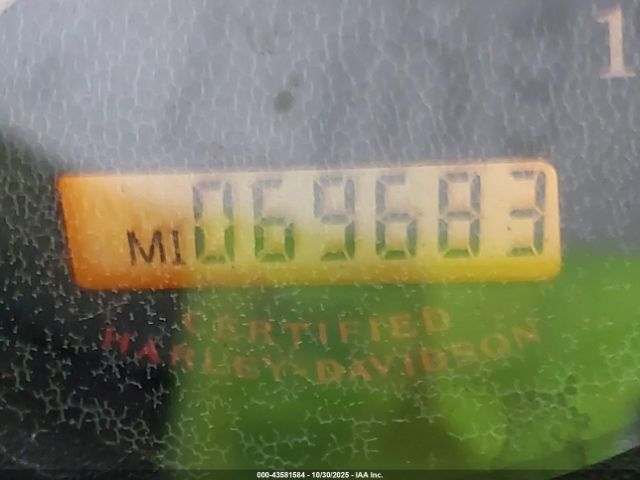 1
MI 069683
CERTIFIED
HARLEY-DAVIDSON
000-43581584 - 10/30/2025 - IAA Inc.